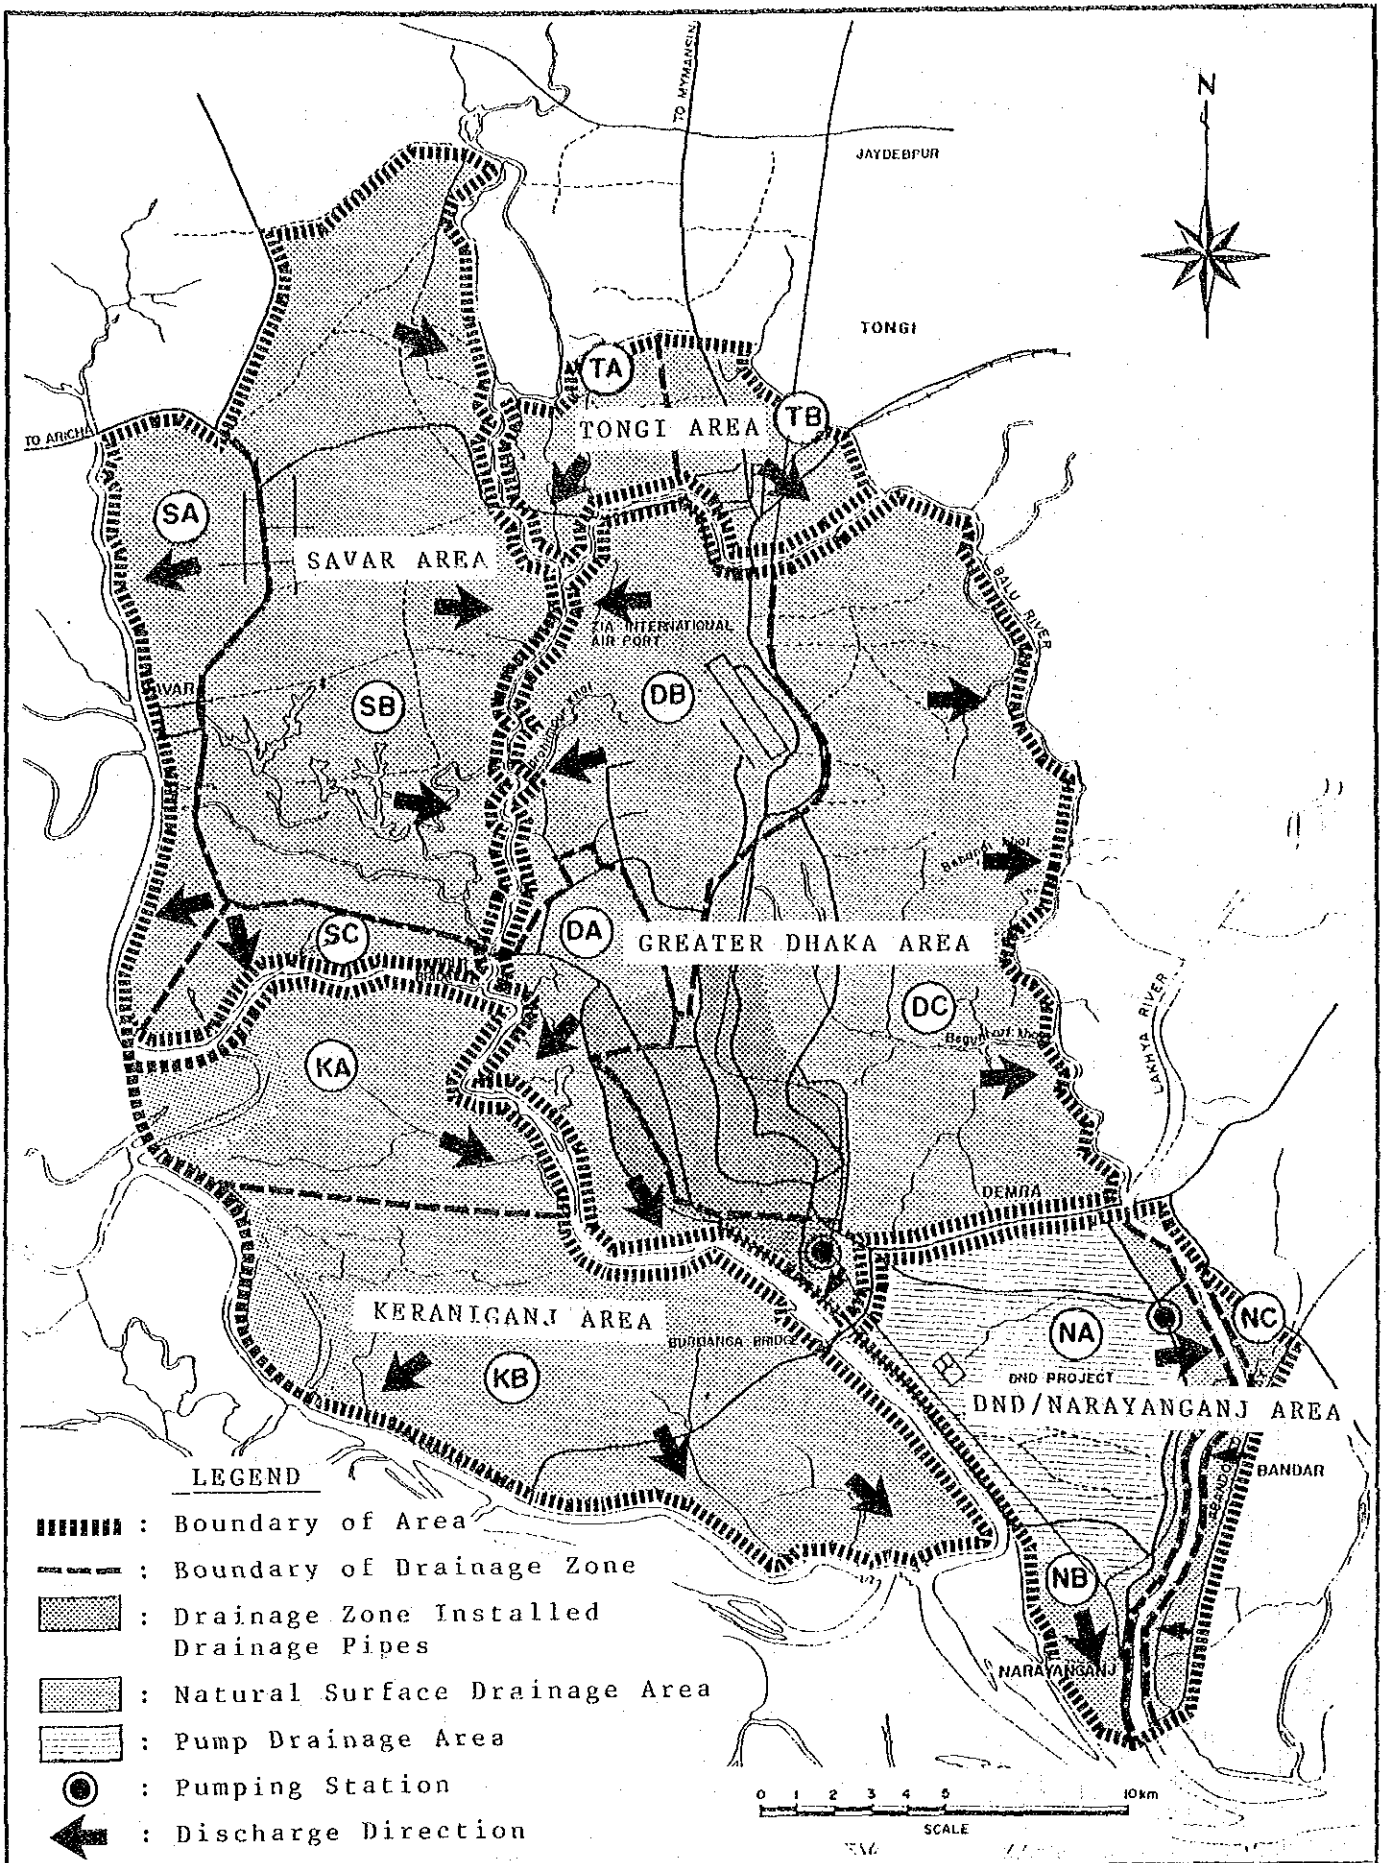 N
TO MYMANSIN
JAYDEBPUR
TONGI
TA
TB
TONGI AREA
TO ARICHA
SA
SAVAR AREA
BALU RIVER
ZIA INTERNATIONAL
AIR PORT
SB
DB
SC
DA
GREATER DHAKA AREA
DC
LAKHYA RIVER
KA
DEMRA
KERANIGANJ AREA
KB
NA
NC
DND PROJECT
DND/NARAYANGANJ AREA
BANDAR
NB
NARAYANGANJ
LEGEND
: Boundary of Area
: Boundary of Drainage Zone
: Drainage Zone Installed
Drainage Pipes
: Natural Surface Drainage Area
: Pump Drainage Area
: Pumping Station
: Discharge Direction
0 1 2 3 4 5 10km
SCALE